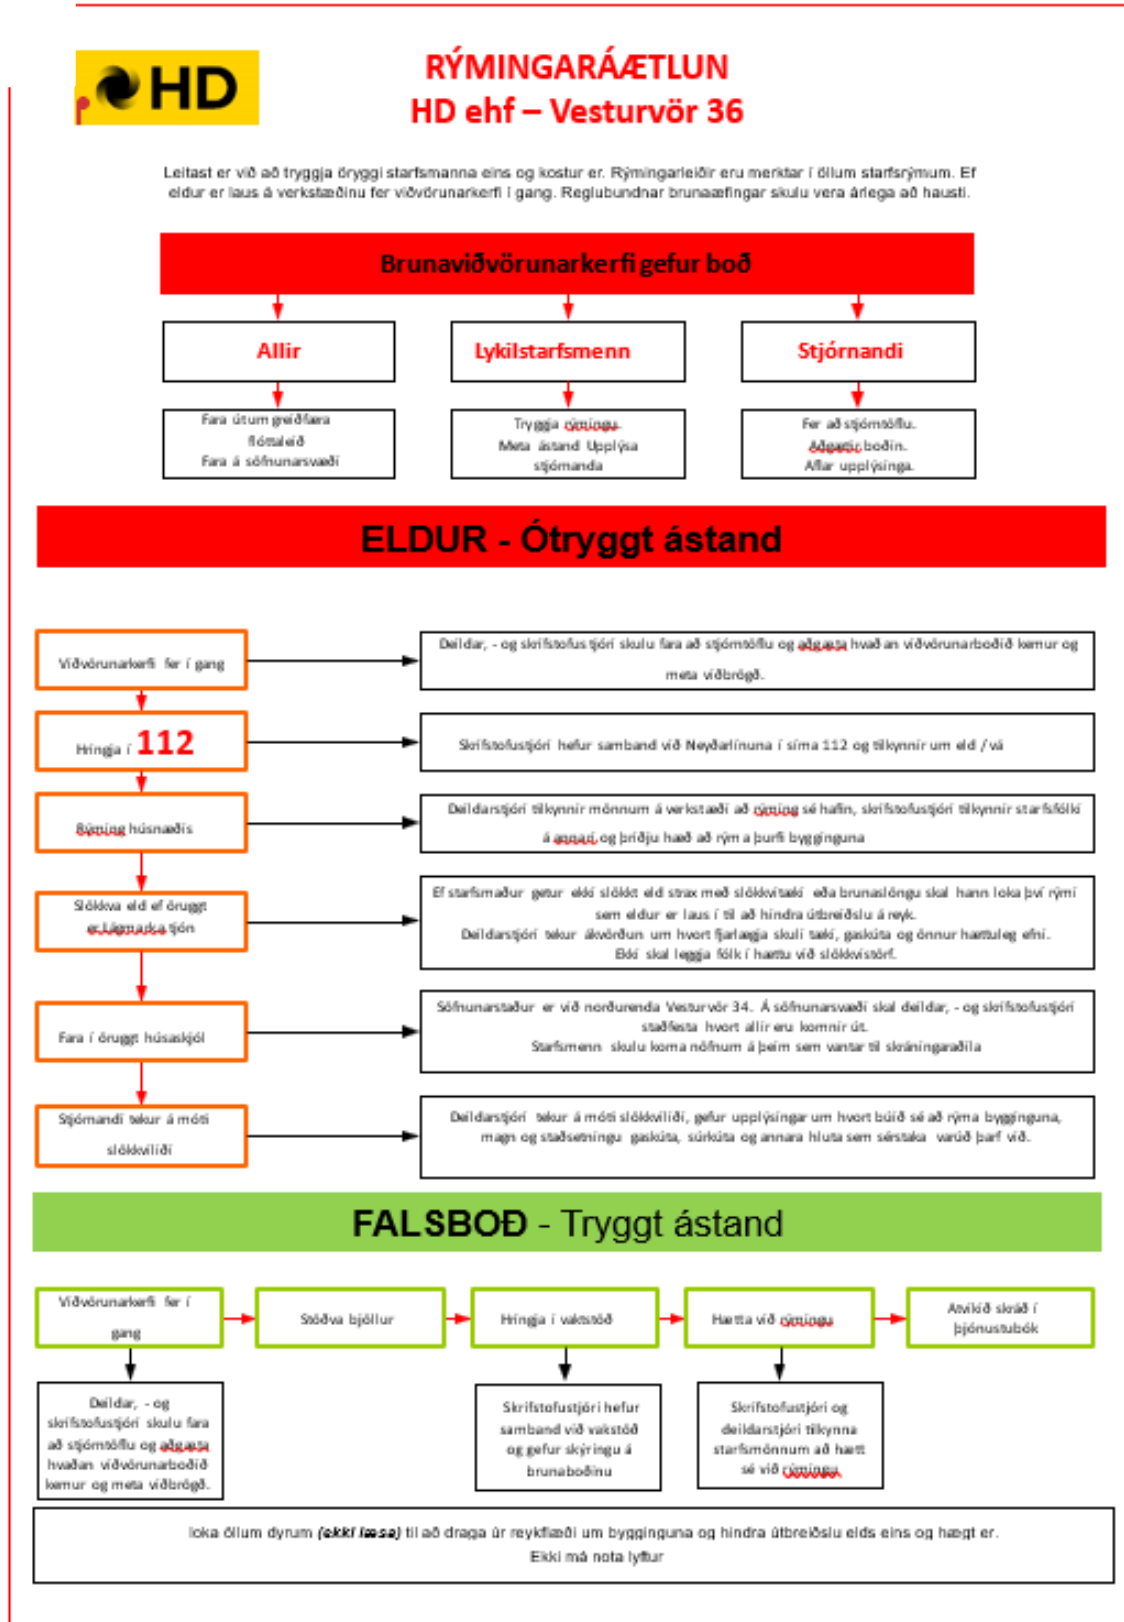 HD
RÝMINGARÁÆTLUN
HD ehf – Vesturvör 36
Leitast er við að tryggja öryggi starfsmanna eins og kostur er. Rýmingarleiðir eru merktar í öllum starfsrýmum. Ef
eldur er laus á verkstæðinu fer viðvörunarkerfi í gang. Reglubundnar brunaæfingar skulu vera árlega að hausti.
Brunaviðvörunarkerfi gefur boð
Allir
Lykilstarfsmenn
Stjórnandi
Fara út um greiðfæra
flóttaleið
Fara á söfnunarsvæði
Tryggja rýmingu
Meta ástand Upplýsa
stjórnanda
Fer að stjórntöflu.
Aðgætir boðin.
Aflar upplýsinga.
ELDUR - Ótryggt ástand
Viðvörunarkerfi fer í gang
Deildar, - og skrifstofustjóri skulu fara að stjórntöflu og aðgæta hvaðan viðvörunarboðið kemur og
meta viðbrögð.
Hringja í 112
Skrifstofustjóri hefur samband við Neyðarlínuna í síma 112 og tilkynnir um eld / vá
Rýming húsnæðis
Deildarstjóri tilkynnir mönnum á verkstæði að rýming sé hafin, skrifstofustjóri tilkynnir starfsfólki
á annari og þriðju hæð að rýma þurfi bygginguna
Slökkva eld ef öruggt
er Lágmarka tjón
Ef starfsmaður getur ekki slökkt eld strax með slökkvitæki eða brunaslöngu skal hann loka því rými
sem eldur er laus í til að hindra útbreiðslu á reyk.
Deildarstjóri tekur ákvörðun um hvort fjarlægja skuli tæki, gaskúta og önnur hættuleg efni.
Ekki skal leggja fólk í hættu við slökkvistörf.
Fara í öruggt húsaskjól
Söfnunarstaður er við norðurenda Vesturvör 34. Á söfnunarsvæði skal deildar, - og skrifstofustjóri
staðfesta hvort allir eru komnir út.
Starfsmenn skulu koma nöfnum á þeim sem vantar til skráningaraðila
Stjórnandi tekur á móti
slökkviliði
Deildarstjóri tekur á móti slökkviliði, gefur upplýsingar um hvort búið sé að rýma bygginguna,
magn og staðsetningu gaskúta, súrkúta og annara hluta sem sérstaka varúð þarf við.
FALSBOÐ - Tryggt ástand
Viðvörunarkerfi fer í
gang
Stöðva bjöllur
Hringja í vaktstöð
Hætta við rýmingu
Atvikið skráð í
þjónustubók
Deildar, - og
skrifstofustjóri skulu fara
að stjórntöflu og aðgæta
hvaðan viðvörunarboðið
kemur og meta viðbrögð.
Skrifstofustjóri hefur
samband við vakstöð
og gefur skýringu á
brunaboðinu
Skrifstofustjóri og
deildarstjóri tilkynna
starfsmönnum að hætt
sé við rýmingu
loka öllum dyrum (ekki læsa) til að draga úr reykflæði um bygginguna og hindra útbreiðslu elds eins og hægt er.
Ekki má nota lyftur